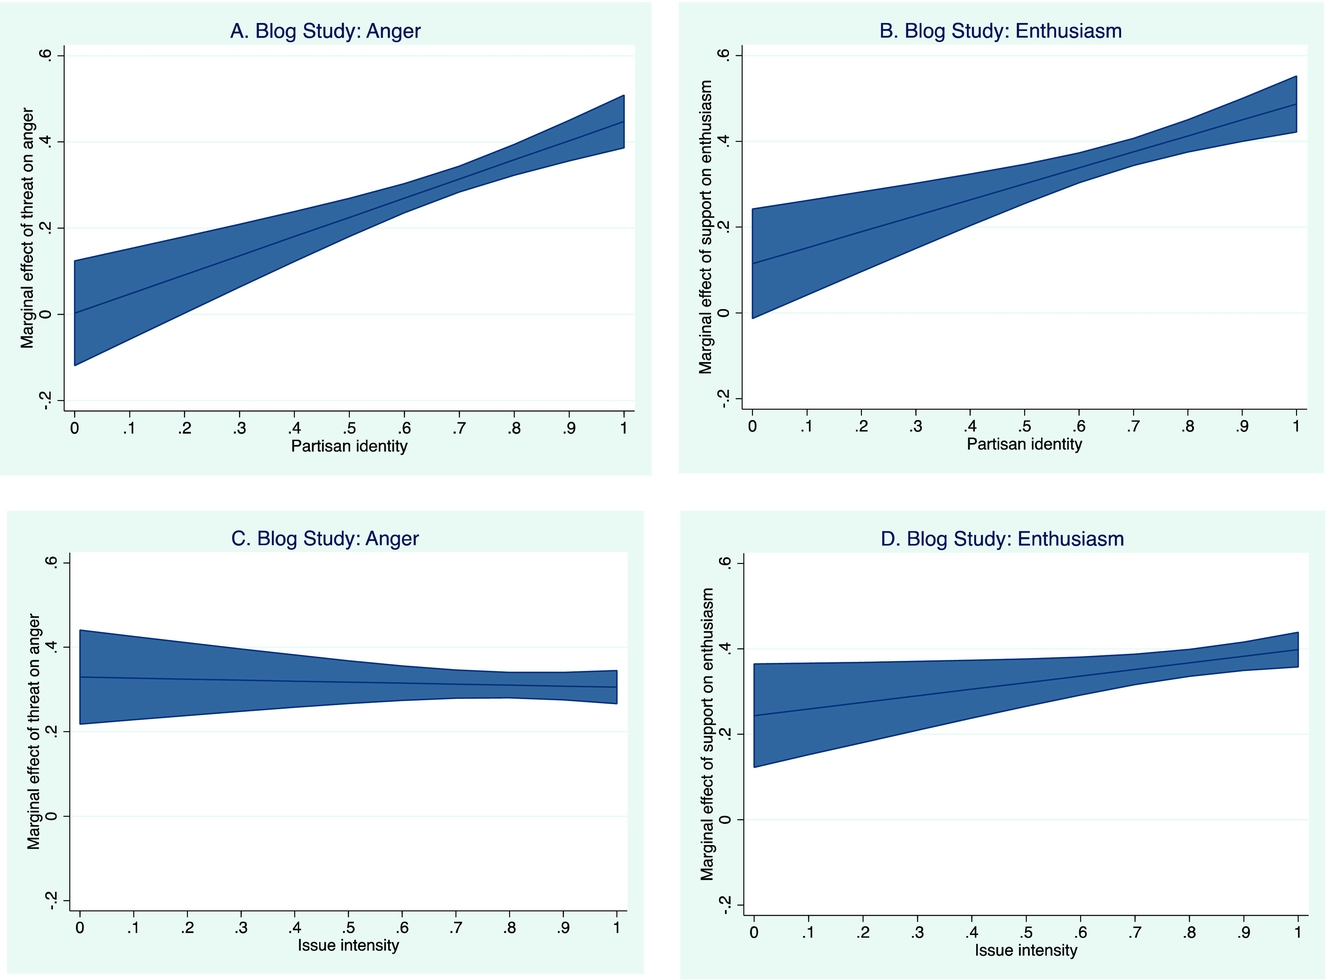 A. Blog Study: Anger
Marginal effect of threat on anger
.6
.4
.2
0
-.2
0 .1 .2 .3 .4 .5 .6 .7 .8 .9 1
Partisan identity
B. Blog Study: Enthusiasm
Marginal effect of support on enthusiasm
.6
.4
.2
0
-.2
0 .1 .2 .3 .4 .5 .6 .7 .8 .9 1
Partisan identity
C. Blog Study: Anger
Marginal effect of threat on anger
.6
.4
.2
0
-.2
0 .1 .2 .3 .4 .5 .6 .7 .8 .9 1
Issue intensity
D. Blog Study: Enthusiasm
Marginal effect of support on enthusiasm
.6
.4
.2
0
-.2
0 .1 .2 .3 .4 .5 .6 .7 .8 .9 1
Issue intensity